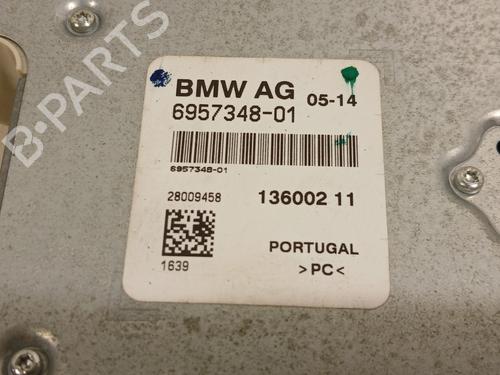 B-PARTS
BMW AG 05-14
6957348-01
6957348-01
28009458 136002 11
PORTUGAL
1639 >PC<